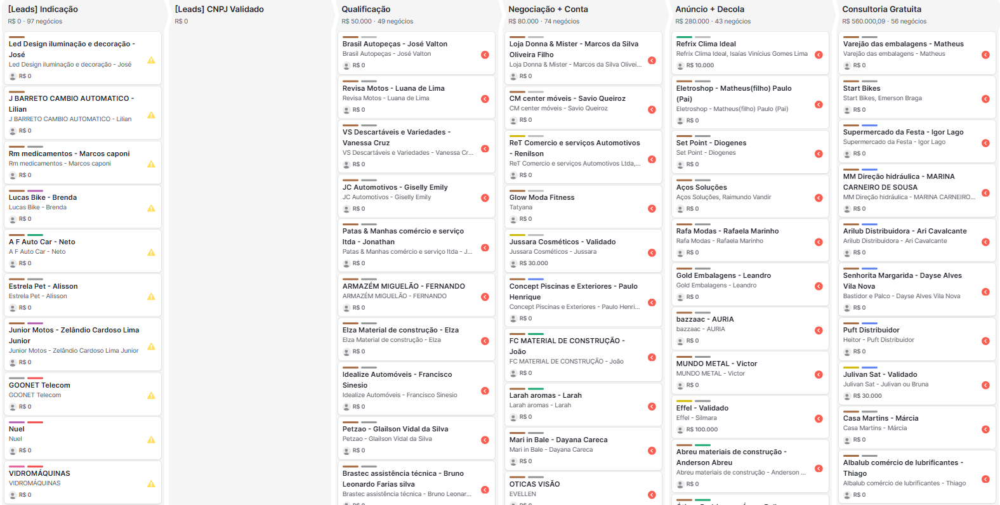 [Leads] Indicação
R$ 0 · 97 negócios
Led Design iluminação e decoração -
José
Led Design iluminação e decoração - José
R$ 0
J BARRETO CAMBIO AUTOMATICO -
Lilian
J BARRETO CAMBIO AUTOMATICO - Lilian
R$ 0
Rm medicamentos - Marcos caponi
Rm medicamentos - Marcos caponi
R$ 0
Lucas Bike - Brenda
Lucas Bike - Brenda
R$ 0
A F Auto Car - Neto
A F Auto Car - Neto
R$ 0
Estrela Pet - Alisson
Estrela Pet - Alisson
R$ 0
Junior Motos - Zelândio Cardoso Lima
Junior
Junior Motos - Zelândio Cardoso Lima Junior
R$ 0
GOONET Telecom
GOONET Telecom
R$ 0
Nuel
Nuel
R$ 0
VIDROMÁQUINAS
VIDROMÁQUINAS
R$ 0
[Leads] CNPJ Validado
R$ 0
Qualificação
R$ 50.000 · 49 negócios
Brasil Autopeças - José Valton
Brasil Autopeças - José Valton
R$ 0
Revisa Motos - Luana de Lima
Revisa Motos - Luana de Lima
R$ 0
VS Descartáveis e Variedades -
Vanessa Cruz
VS Descartáveis e Variedades - Vanessa Cr...
R$ 0
JC Automotivos - Giselly Emily
JC Automotivos - Giselly Emily
R$ 0
Patas & Manhas comércio e serviço
ltda - Jonathan
Patas & Manhas comércio e serviço ltda - J...
R$ 0
ARMAZÉM MIGUELÃO - FERNANDO
ARMAZÉM MIGUELÃO - FERNANDO
R$ 0
Elza Material de construção - Elza
Elza Material de construção - Elza
R$ 0
Idealize Automóveis - Francisco
Sinesio
Idealize Automóveis - Francisco Sinesio
R$ 0
Petzao - Glailson Vidal da Silva
Petzao - Glailson Vidal da Silva
R$ 0
Brastec assistência técnica - Bruno
Leonardo Farias silva
Brastec assistência técnica - Bruno Leonar...
Negociação + Conta
R$ 80.000 · 74 negócios
Loja Donna & Mister - Marcos da Silva
Oliveira Filho
Loja Donna & Mister - Marcos da Silva Olivei...
R$ 0
CM center móveis - Savio Queiroz
CM center móveis - Savio Queiroz
R$ 0
ReT Comercio e serviços Automotivos
- Renilson
ReT Comercio e serviços Automotivos Ltda,...
R$ 0
Glow Moda Fitness
Tatyana
R$ 0
Jussara Cosméticos - Validado
Jussara Cosméticos - Jussara
R$ 30.000
Concept Piscinas e Exteriores - Paulo
Henrique
Concept Piscinas e Exteriores - Paulo Henri...
R$ 0
FC MATERIAL DE CONSTRUÇÃO -
João
FC MATERIAL DE CONSTRUÇÃO - João
R$ 0
Larah aromas - Larah
Larah aromas - Larah
R$ 0
Mari in Bale - Dayana Careca
Mari in Bale - Dayana Careca
R$ 0
OTICAS VISÃO
EVELLEN
Anúncio + Decola
R$ 280.000 · 43 negócios
Refrix Clima Ideal
Refrix Clima Ideal, Isaías Vinícius Gomes Lima
R$ 10.000
Eletroshop - Matheus(filho) Paulo
(Pai)
Eletroshop - Matheus(filho) Paulo (Pai)
R$ 0
Set Point - Diogenes
Set Point - Diogenes
R$ 0
Aços Soluções
Aços Soluções, Raimundo Vandir
R$ 0
Rafa Modas - Rafaela Marinho
Rafa Modas - Rafaela Marinho
R$ 0
Gold Embalagens - Leandro
Gold Embalagens - Leandro
R$ 0
bazzaac - AURIA
bazzaac - AURIA
R$ 0
MUNDO METAL - Victor
MUNDO METAL - Victor
R$ 0
Effel - Validado
Effel - Silmara
R$ 100.000
Abreu materiais de construção -
Anderson Abreu
Abreu materiais de construção - Anderson ...
R$ 0
Consultoria Gratuita
R$ 560.000,09 · 56 negócios
Varejão das embalagens - Matheus
Varejão das embalagens - Matheus
R$ 0
Start Bikes
Start Bikes, Emerson Braga
R$ 0
Supermercado da Festa - Igor Lago
Supermercado da Festa - Igor Lago
R$ 0
MM Direção hidráulica - MARINA
CARNEIRO DE SOUSA
MM Direção hidráulica - MARINA CARNEIRO...
R$ 0
Arilub Distribuidora - Ari Cavalcante
Arilub Distribuidora - Ari Cavalcante
R$ 0
Senhorita Margarida - Dayse Alves
Vila Nova
Bastidor e Palco - Dayse Alves Vila Nova
R$ 0
Puft Distribuidor
Heitor - Puft Distribuidor
R$ 0
Julivan Sat - Validado
Julivan Sat - Julivan ou Bruna
R$ 30.000
Casa Martins - Márcia
Casa Martins - Márcia
R$ 0
Albalub comércio de lubrificantes -
Thiago
Albalub comércio de lubrificantes - Thiago
R$ 0